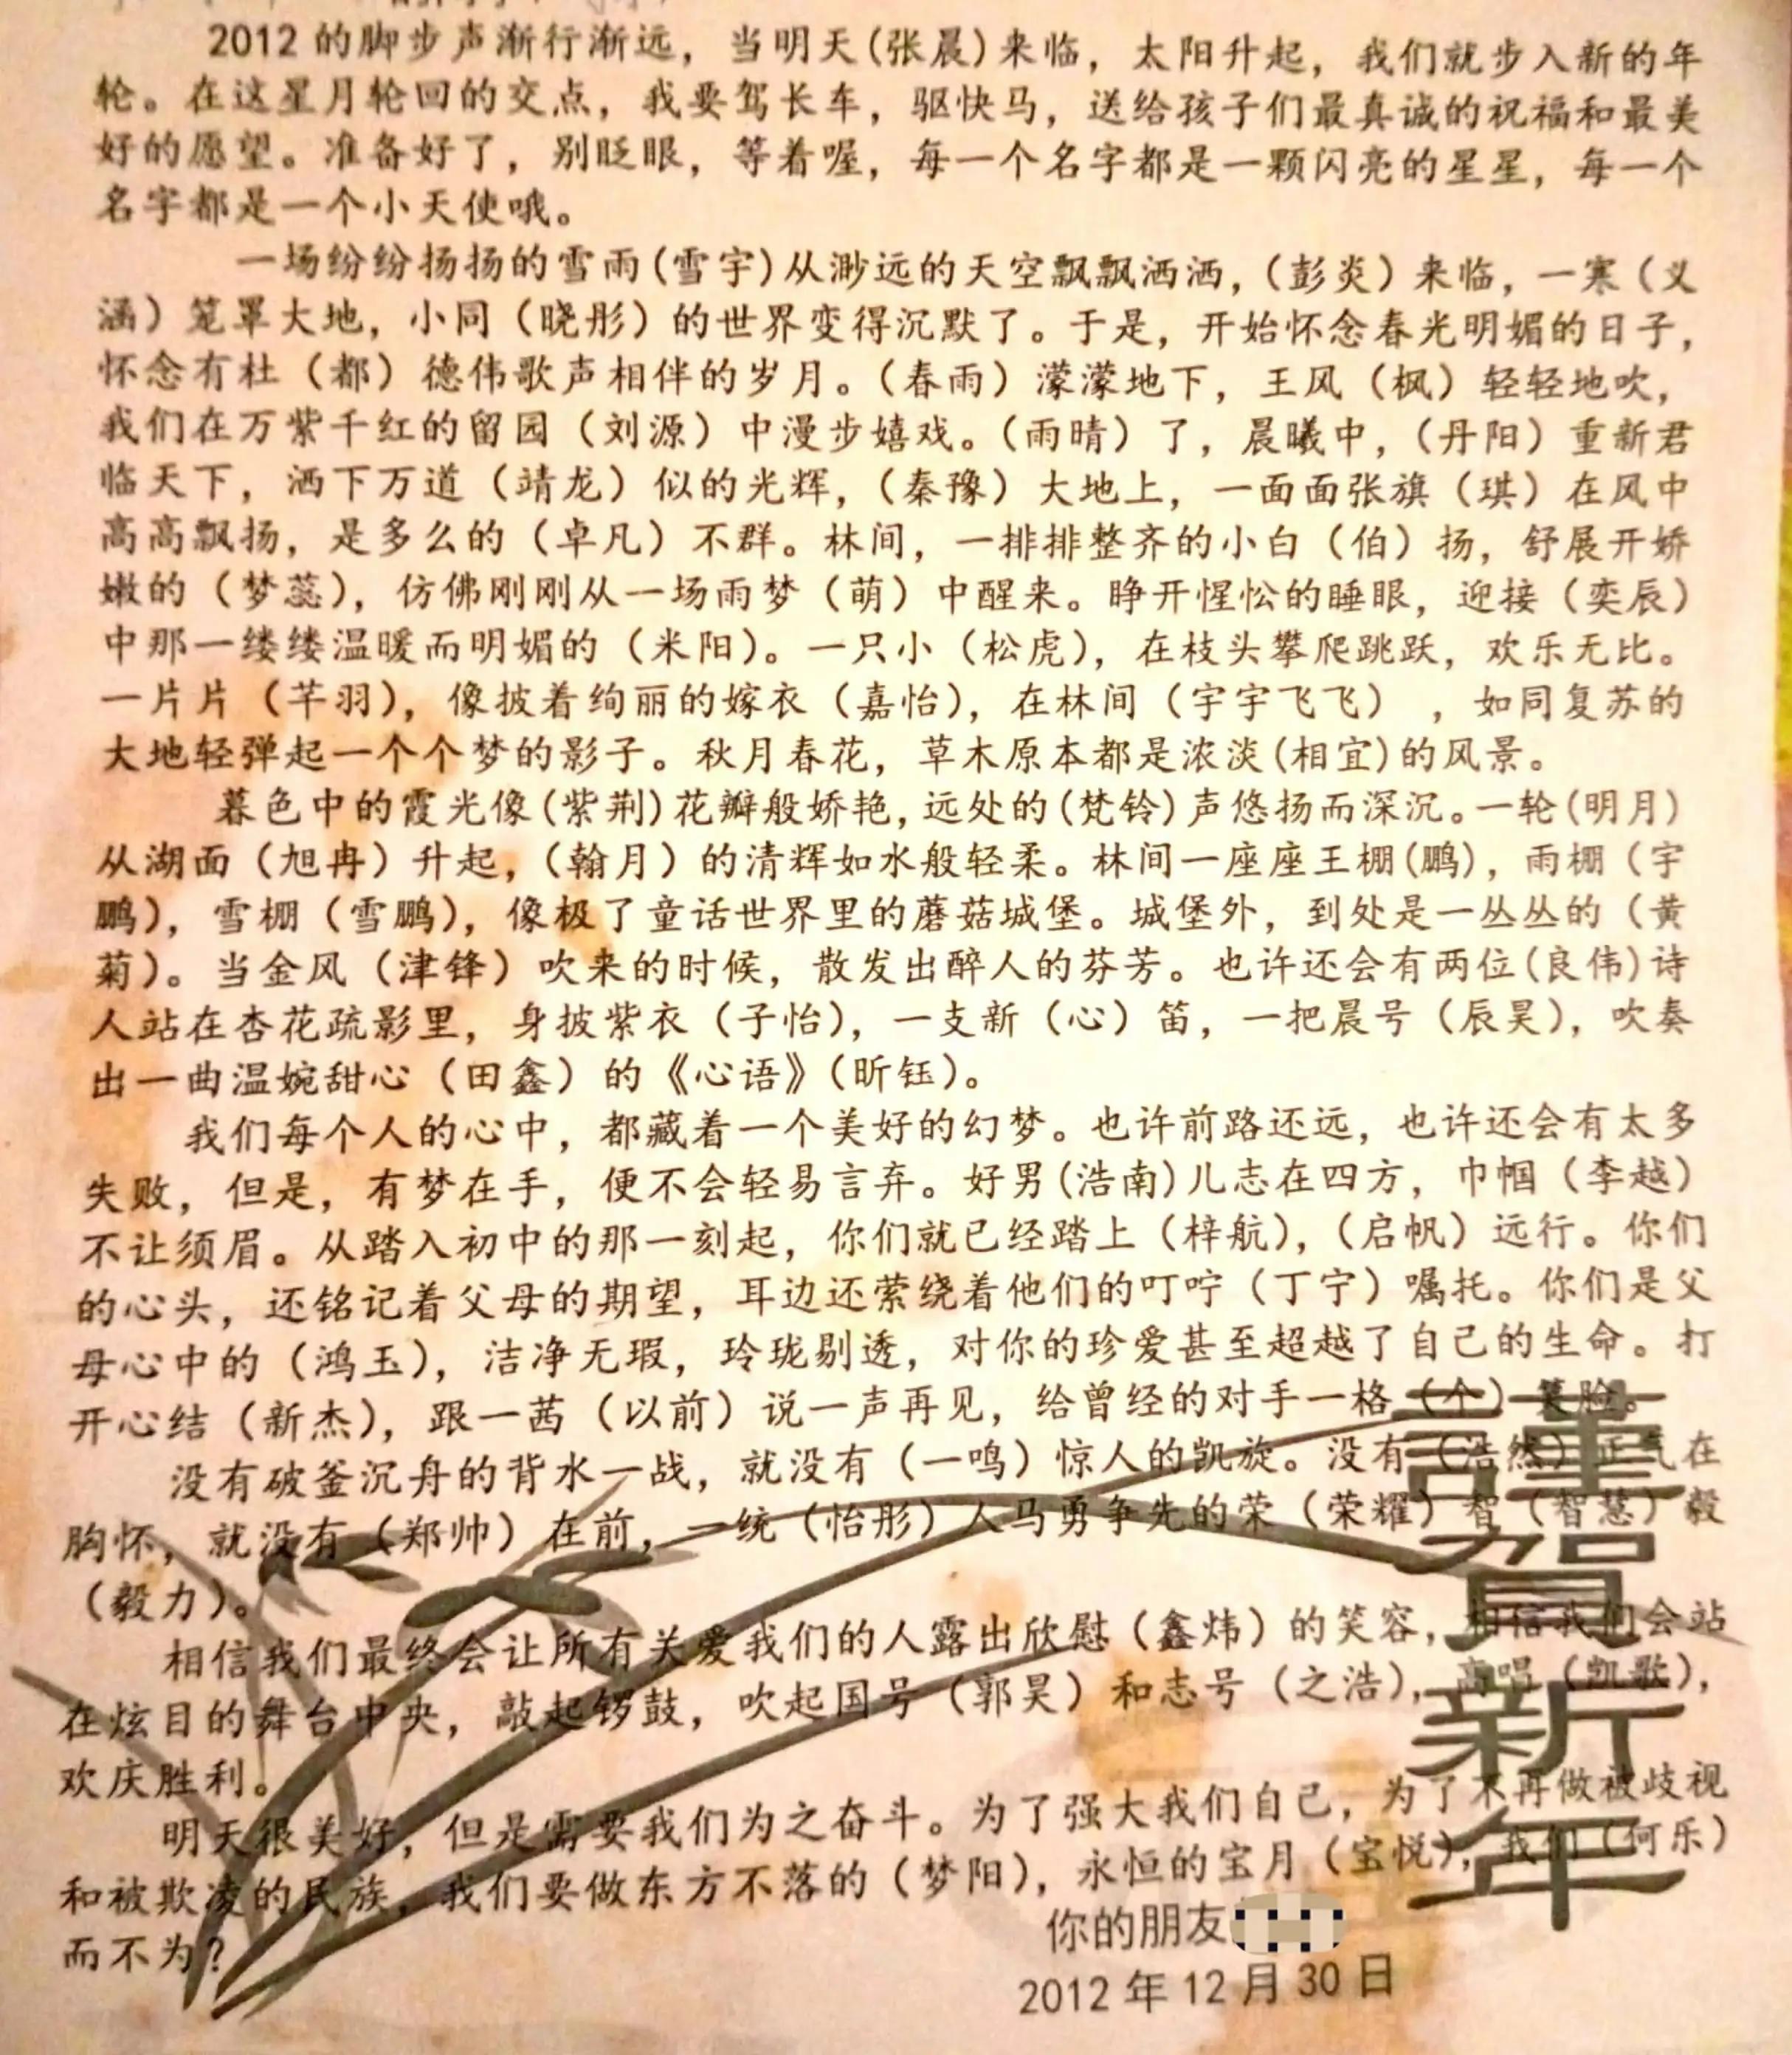 2012 的脚步声渐行渐远，当明天(张晨)来临，太阳升起，我们就步入新的年
轮。在这星月轮回的交点，我要驾长车，驱快马，送给孩子们最真诚的祝福和最美
好的愿望。准备好了，别眨眼，等着喔，每一个名字都是一颗闪亮的星星，每一个
名字都是一个小天使哦。
一场纷纷扬扬的雪雨(雪宇)从渺远的天空飘飘洒洒，（彭炎）来临，一寒（义
涵）笼罩大地，小同（晓彤）的世界变得沉默了。于是，开始怀念春光明媚的日子，
怀念有杜（都）德伟歌声相伴的岁月。（春雨）濛濛地下，王风（枫）轻轻地吹，
我们在万紫千红的留园（刘源）中漫步嬉戏。（雨晴）了，晨曦中，（丹阳）重新君
临天下，洒下万道（靖龙）似的光辉，（秦豫）大地上，一面面张旗（琪）在风中
高高飘扬，是多么的（卓凡）不群。林间，一排排整齐的小白（伯）扬，舒展开娇
嫩的（梦蕊），仿佛刚刚从一场雨梦（萌）中醒来。睁开惺忪的睡眼，迎接（奕辰）
中那一缕缕温暖而明媚的（米阳）。一只小（松虎），在枝头攀爬跳跃，欢乐无比。
一片片（芊羽），像披着绚丽的嫁衣（嘉怡），在林间（宇宇飞飞），如同复苏的
大地轻弹起一个个梦的影子。秋月春花，草木原本都是浓淡(相宜)的风景。
暮色中的霞光像(紫荆)花瓣般娇艳,远处的(梵铃)声悠扬而深沉。一轮(明月)
从湖面（旭冉）升起，（翰月）的清辉如水般轻柔。林间一座座王棚(鹏)，雨棚（宇
鹏），雪棚（雪鹏），像极了童话世界里的蘑菇城堡。城堡外，到处是一丛丛的（黄
菊）。当金风（津锋）吹来的时候，散发出醉人的芬芳。也许还会有两位(良伟)诗
人站在杏花疏影里，身披紫衣（子怡），一支新（心）笛，一把晨号（辰昊），吹奏
出一曲温婉甜心（田鑫）的《心语》（昕钰）。
我们每个人的心中，都藏着一个美好的幻梦。也许前路还远，也许还会有太多
失败，但是，有梦在手，便不会轻易言弃。好男(浩南)儿志在四方，巾帼（李越）
不让须眉。从踏入初中的那一刻起，你们就已经踏上（梓航），（启帆）远行。你们
的心头，还铭记着父母的期望，耳边还萦绕着他们的叮咛（丁宁）嘱托。你们是父
母心中的（鸿玉），洁净无瑕，玲珑剔透，对你的珍爱甚至超越了自己的生命。打
开心结（新杰），跟一茜（以前）说一声再见，给曾经的对手一格（个）笑脸。
没有破釜沉舟的背水一战，就没有（一鸣）惊人的凯旋。没有（浩然）正气在
胸怀，就没有（郑帅）在前，一统（怡彤）人马勇争先的荣（荣耀）智（智慧）毅
（毅力）。
相信我们最终会让所有关爱我们的人露出欣慰（鑫炜）的笑容，相信我们会站
在炫目的舞台中央，敲起锣鼓，吹起国号（郭昊）和志号（之浩），高唱（凯歌），
欢庆胜利。
明天很美好，但是需要我们为之奋斗。为了强大我们自己，为了不再做被歧视
和被欺凌的民族，我们要做东方不落的（梦阳），永恒的宝月（宝悦），我们（何乐）
而不为？
你的朋友
2012 年 12 月 30 日
謹賀新年